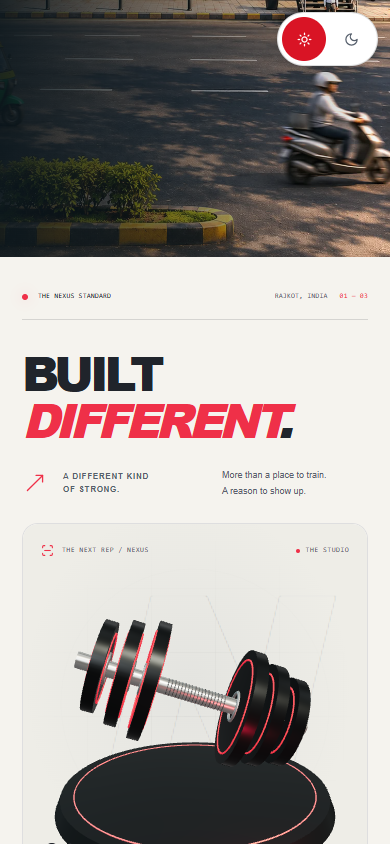 THE NEXUS STANDARD
RAJKOT, INDIA 01 — 03
BUILT
DIFFERENT.
A DIFFERENT KIND
OF STRONG.
More than a place to train.
A reason to show up.
THE NEXT REP / NEXUS
THE STUDIO